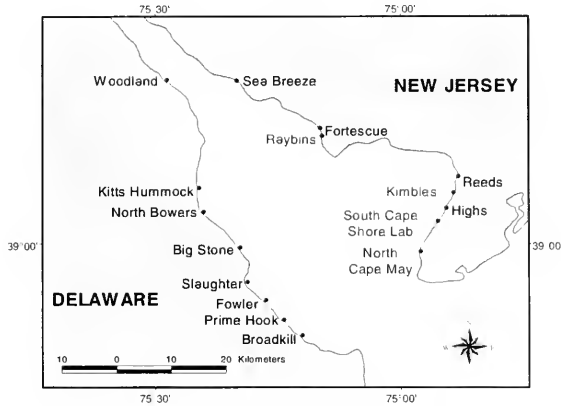 75 30' 75 00'
Woodland Sea Breeze
NEW JERSEY
Fortescue
Raybins
Reeds
Kitts Hummock Kimbles
North Bowers Highs
South Cape
Shore Lab
39 00' Big Stone North 39 00'
Cape May
Slaughter
DELAWARE Fowler
Prime Hook
Broadkill
10 0 10 20 Kilometers
75 30' 75 00'